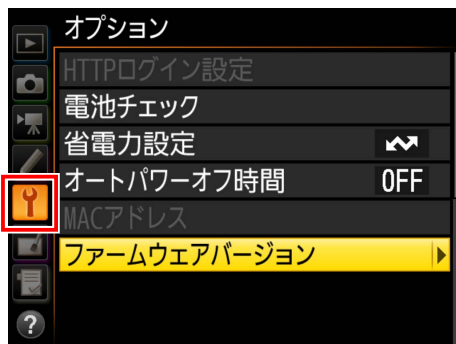 オプション
HTTPログイン設定
電池チェック
省電力設定
オートパワーオフ時間 OFF
MACアドレス
ファームウェアバージョン
?